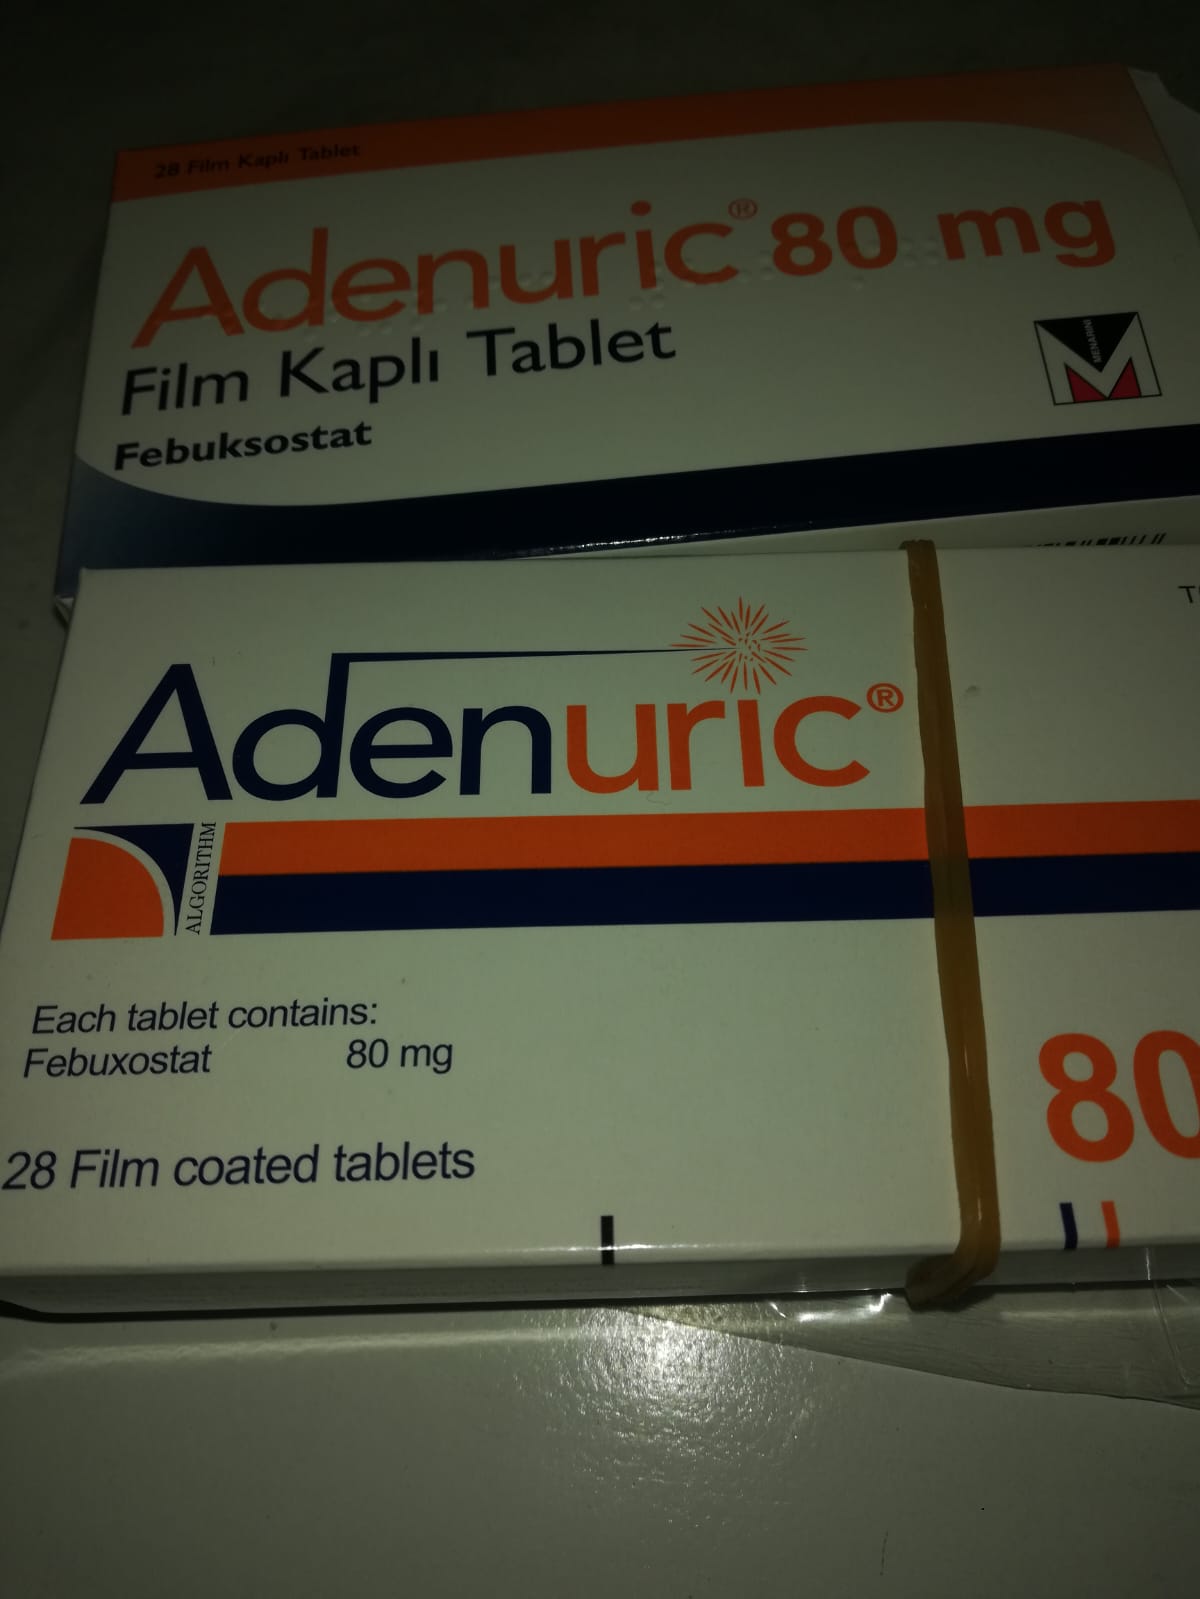 28 Film Kaplı Tablet
Adenuric® 80 mg
Film Kaplı Tablet
Febuksostat
MENARINI
Adenuric®
ALGORITHM
Each tablet contains:
Febuxostat 80 mg
80
28 Film coated tablets